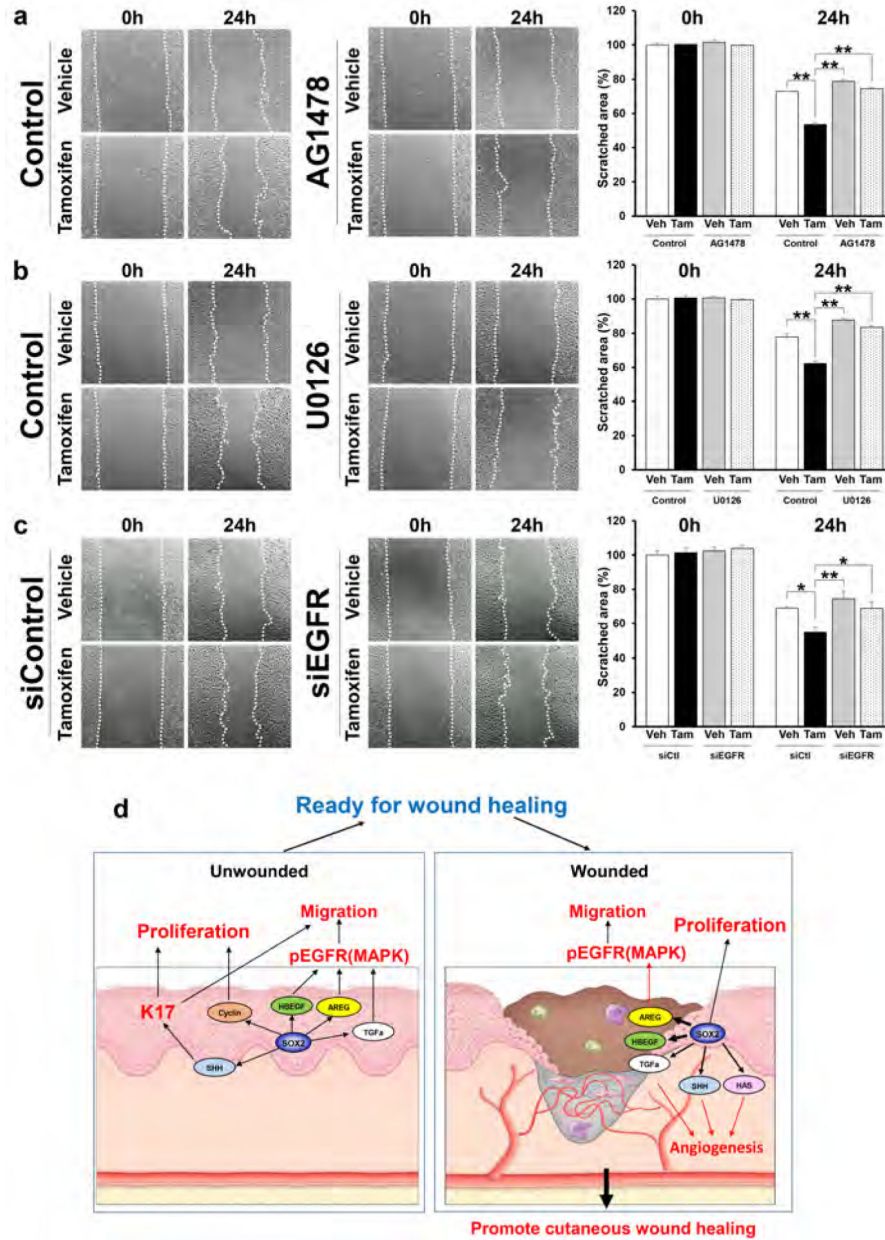 a
0h
24h
Control
Vehicle
Tamoxifen
0h
24h
AG1478
Vehicle
Tamoxifen
0h
24h
Scratched area (%)
120
100
80
60
40
20
0
**
**
**
Veh Tam Veh Tam Veh Tam Veh Tam
Control AG1478 Control AG1478
b
0h
24h
Control
Vehicle
Tamoxifen
0h
24h
U0126
Vehicle
Tamoxifen
0h
24h
Scratched area (%)
120
100
80
60
40
20
0
**
**
**
Veh Tam Veh Tam Veh Tam Veh Tam
Control U0126 Control U0126
c
0h
24h
siControl
Vehicle
Tamoxifen
0h
24h
siEGFR
Vehicle
Tamoxifen
0h
24h
Scratched area (%)
120
100
80
60
40
20
0
*
**
*
Veh Tam Veh Tam Veh Tam Veh Tam
siCtl siEGFR siCtl siEGFR
d
Ready for wound healing
Unwounded
Migration
Proliferation
pEGFR(MAPK)
K17
Cyclin
HBEGF
AREG
TGFa
SOX2
SHH
Wounded
Migration
Proliferation
pEGFR(MAPK)
AREG
SOX2
HBEGF
TGFa
SHH
HAS
Angiogenesis
Promote cutaneous wound healing